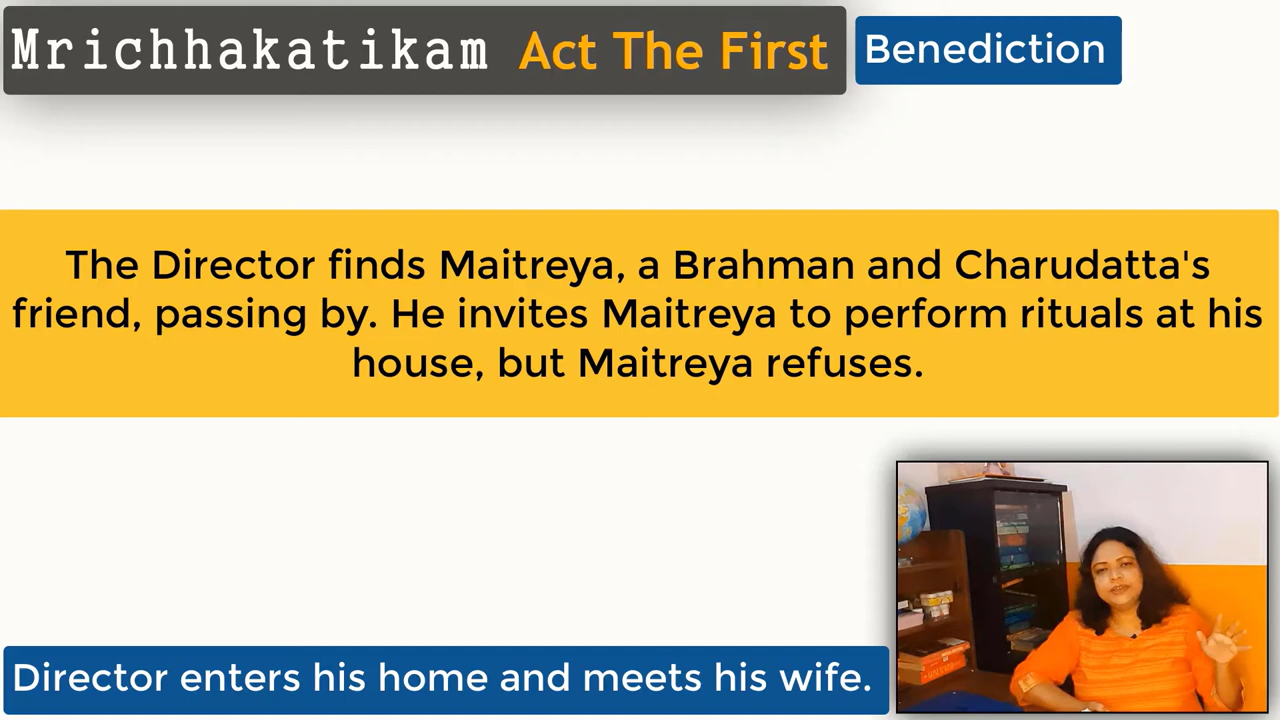 Mrichhakatikam Act The First
Benediction
The Director finds Maitreya, a Brahman and Charudatta's
friend, passing by. He invites Maitreya to perform rituals at his
house, but Maitreya refuses.
Director enters his home and meets his wife.